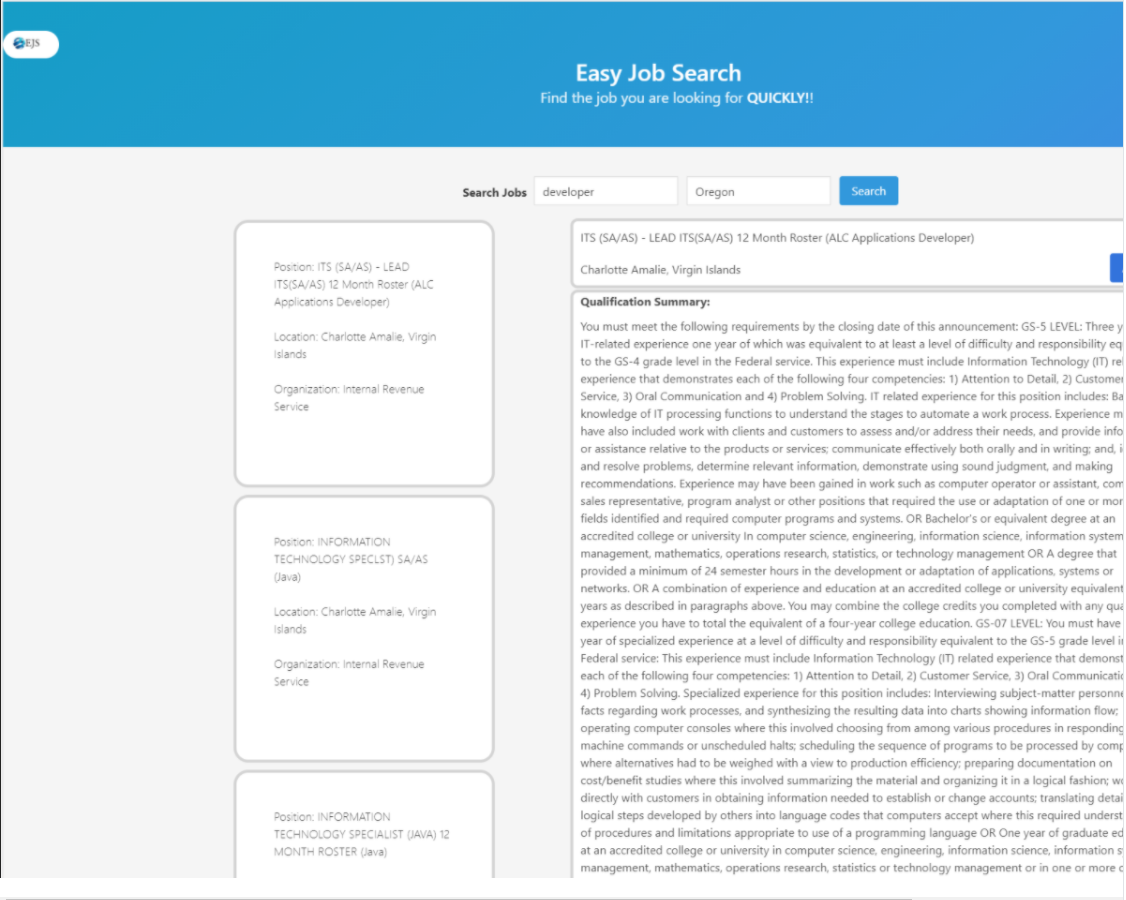 EJS
Easy Job Search
Find the job you are looking for QUICKLY!!
Search Jobs
developer
Oregon
Search
Position: ITS (SA/AS) - LEAD
ITS(SA/AS) 12 Month Roster (ALC
Applications Developer)
Location: Charlotte Amalie, Virgin
Islands
Organization: Internal Revenue
Service
Position: INFORMATION
TECHNOLOGY SPECLST) SA/AS
(Java)
Location: Charlotte Amalie, Virgin
Islands
Organization: Internal Revenue
Service
Position: INFORMATION
TECHNOLOGY SPECIALIST (JAVA) 12
MONTH ROSTER (Java)
ITS (SA/AS) - LEAD ITS(SA/AS) 12 Month Roster (ALC Applications Developer)
Charlotte Amalie, Virgin Islands
Qualification Summary:
You must meet the following requirements by the closing date of this announcement: GS-5 LEVEL: Three y
IT-related experience one year of which was equivalent to at least a level of difficulty and responsibility eq
to the GS-4 grade level in the Federal service. This experience must include Information Technology (IT) rel
experience that demonstrates each of the following four competencies: 1) Attention to Detail, 2) Customer
Service, 3) Oral Communication and 4) Problem Solving. IT related experience for this position includes: Ba
knowledge of IT processing functions to understand the stages to automate a work process. Experience m
have also included work with clients and customers to assess and/or address their needs, and provide info
or assistance relative to the products or services; communicate effectively both orally and in writing; and, i
and resolve problems, determine relevant information, demonstrate using sound judgment, and making
recommendations. Experience may have been gained in work such as computer operator or assistant, com
sales representative, program analyst or other positions that required the use or adaptation of one or mor
fields identified and required computer programs and systems. OR Bachelor's or equivalent degree at an
accredited college or university In computer science, engineering, information science, information system
management, mathematics, operations research, statistics, or technology management OR A degree that
provided a minimum of 24 semester hours in the development or adaptation of applications, systems or
networks. OR A combination of experience and education at an accredited college or university equivalent
years as described in paragraphs above. You may combine the college credits you completed with any qua
experience you have to total the equivalent of a four-year college education. GS-07 LEVEL: You must have
year of specialized experience at a level of difficulty and responsibility equivalent to the GS-5 grade level i
Federal service: This experience must include Information Technology (IT) related experience that demonst
each of the following four competencies: 1) Attention to Detail, 2) Customer Service, 3) Oral Communicatio
4) Problem Solving. Specialized experience for this position includes: Interviewing subject-matter personne
facts regarding work processes, and synthesizing the resulting data into charts showing information flow;
operating computer consoles where this involved choosing from among various procedures in responding
machine commands or unscheduled halts; scheduling the sequence of programs to be processed by comp
where alternatives had to be weighed with a view to production efficiency; preparing documentation on
cost/benefit studies where this involved summarizing the material and organizing it in a logical fashion; wo
directly with customers in obtaining information needed to establish or change accounts; translating detai
logical steps developed by others into language codes that computers accept where this required underst
of procedures and limitations appropriate to use of a programming language OR One year of graduate ed
at an accredited college or university in computer science, engineering, information science, information s
management, mathematics, operations research, statistics or technology management or in one or more o